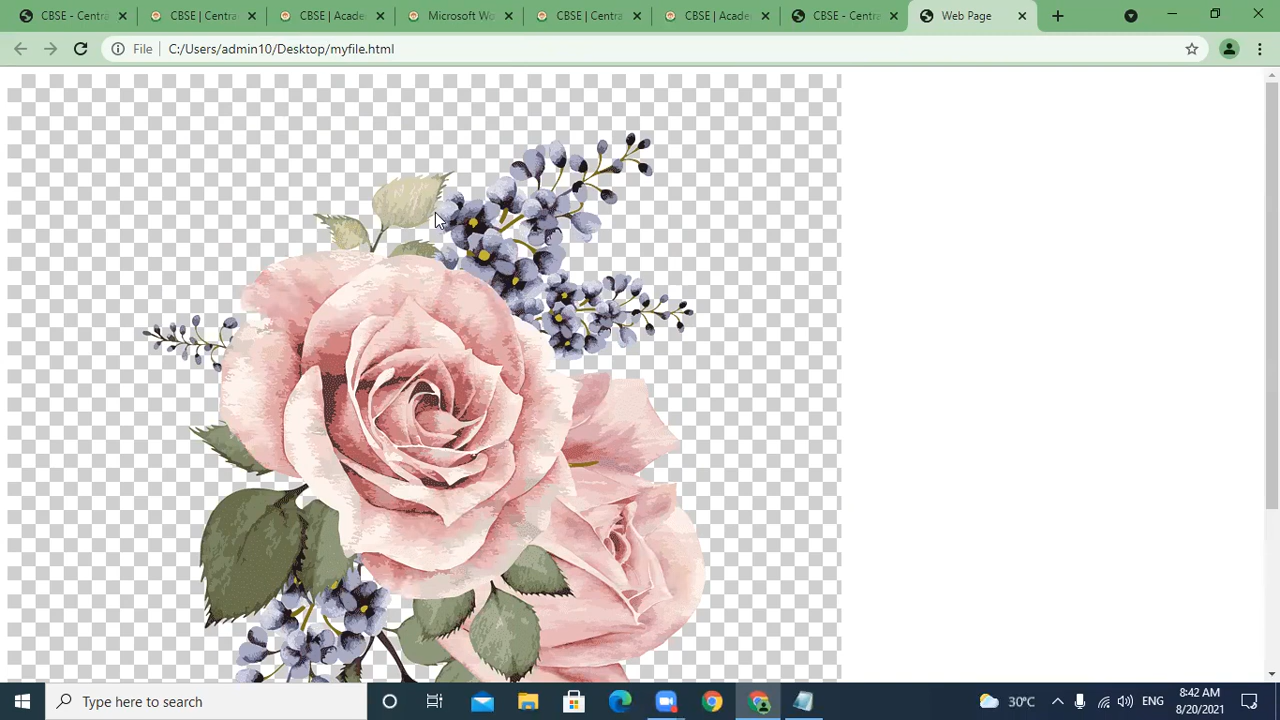 CBSE - Centra
CBSE | Centra
CBSE | Acade
Microsoft Wo
CBSE | Centra
CBSE | Acade
CBSE - Centra
Web Page
File
C:/Users/admin10/Desktop/myfile.html
Type here to search
30°C
ENG
8:42 AM
8/20/2021